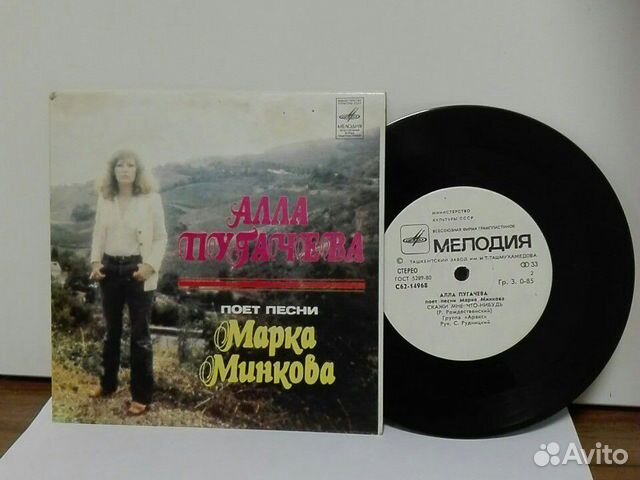 МЕЛОДИЯ
АЛЛА
ПУГАЧЕВА
ПОЕТ ПЕСНИ
Марка
Минкова
МИНИСТЕРСТВО
КУЛЬТУРЫ СССР
ВСЕСОЮЗНАЯ ФИРМА ГРАМПЛАСТИНОК
МЕЛОДИЯ
ТАШКЕНТСКИЙ ЗАВОД им. М.Т.ТАШМУХАМЕДОВА
СТЕРЕО 33
ГОСТ 5289-80 2
С62-14968 Гр. 3. 0-85
АЛЛА ПУГАЧЕВА
поет песни Марка Минкова
СКАЖИ МНЕ ЧТО-НИБУДЬ
(Р. Рождественский)
Группа «Аракс»
Рук. С. Рудницкий
Avito